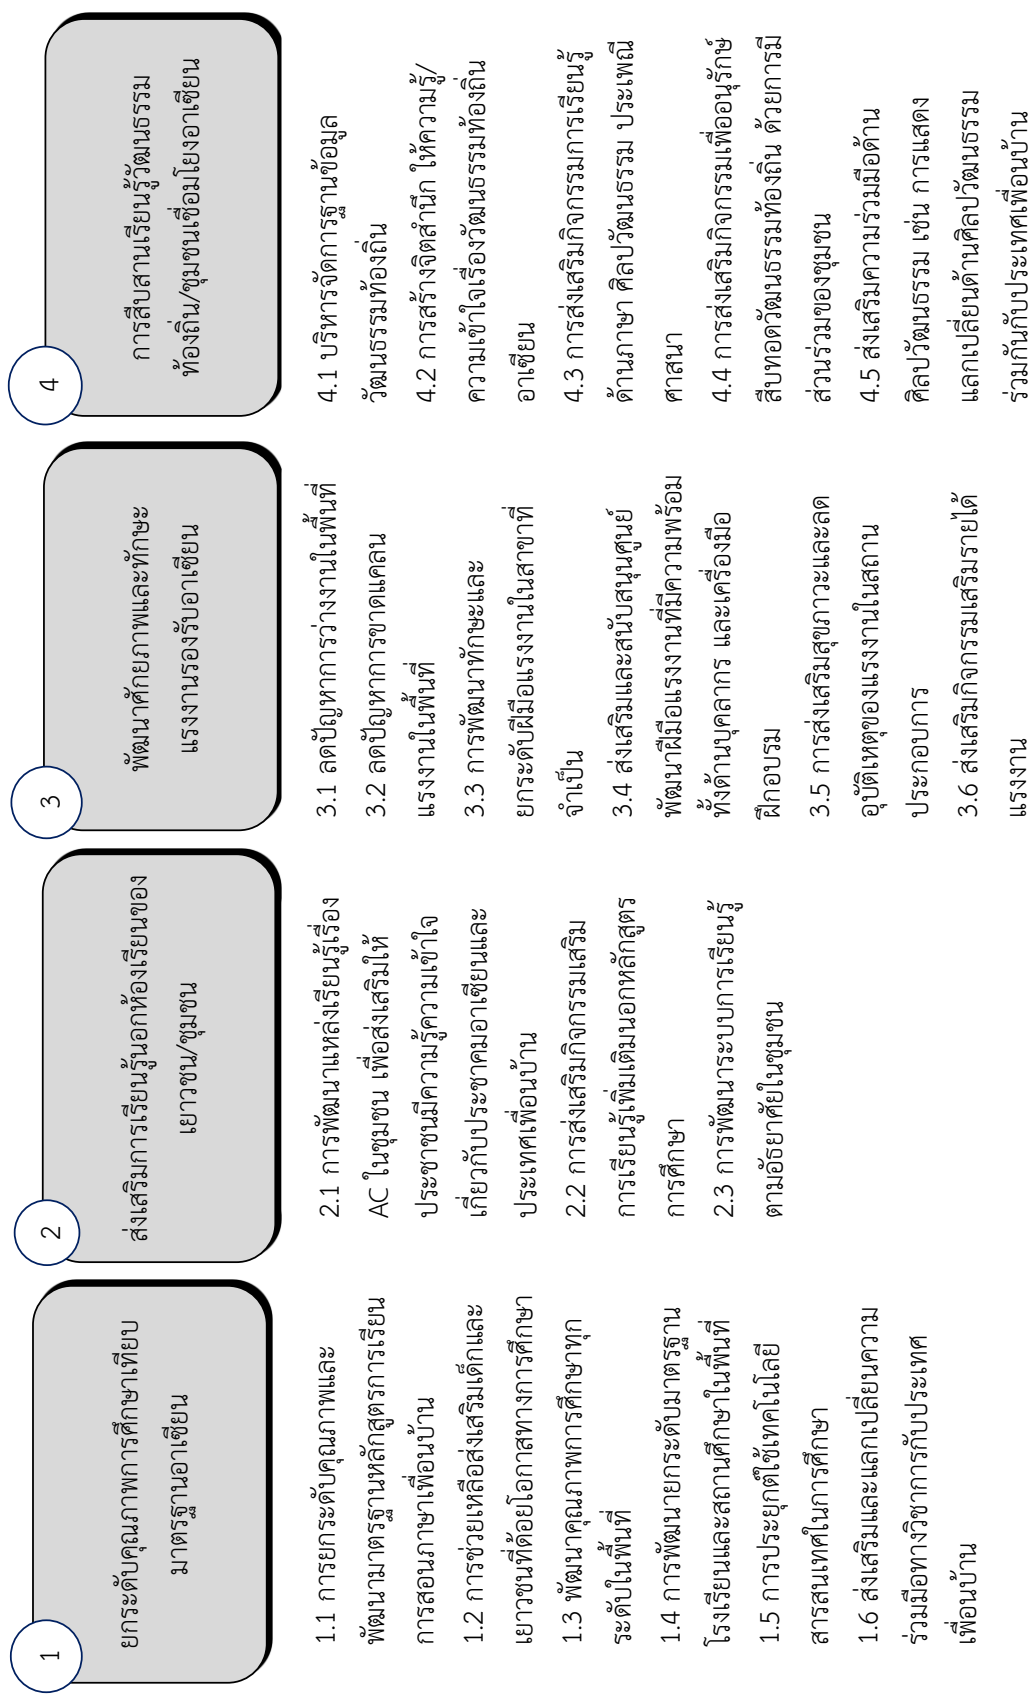 1
ยกระดับคุณภาพการศึกษาเทียบ
มาตรฐานอาเซียน
1.1 การยกระดับคุณภาพและ
พัฒนามาตรฐานหลักสูตรการเรียน
การสอนภาษาเพื่อนบ้าน
1.2 การช่วยเหลือส่งเสริมเด็กและ
เยาวชนที่ด้อยโอกาสทางการศึกษา
1.3 พัฒนาคุณภาพการศึกษาทุก
ระดับในพื้นที่
1.4 การพัฒนายกระดับมาตรฐาน
โรงเรียนและสถานศึกษาในพื้นที่
1.5 การประยุกต์ใช้เทคโนโลยี
สารสนเทศในการศึกษา
1.6 ส่งเสริมและแลกเปลี่ยนความ
ร่วมมือทางวิชาการกับประเทศ
เพื่อนบ้าน
2
ส่งเสริมการเรียนรู้นอกห้องเรียนของ
เยาวชน/ชุมชน
2.1 การพัฒนาแหล่งเรียนรู้เรื่อง
AC ในชุมชน เพื่อส่งเสริมให้
ประชาชนมีความรู้ความเข้าใจ
เกี่ยวกับประชาคมอาเซียนและ
ประเทศเพื่อนบ้าน
2.2 การส่งเสริมกิจกรรมเสริม
การเรียนรู้เพิ่มเติมนอกหลักสูตร
การศึกษา
2.3 การพัฒนาระบบการเรียนรู้
ตามอัธยาศัยในชุมชน
3
พัฒนาศักยภาพและทักษะ
แรงงานรองรับอาเซียน
3.1 ลดปัญหาการว่างงานในพื้นที่
3.2 ลดปัญหาการขาดแคลน
แรงงานในพื้นที่
3.3 การพัฒนาทักษะและ
ยกระดับฝีมือแรงงานในสาขาที่
จำเป็น
3.4 ส่งเสริมและสนับสนุนศูนย์
พัฒนาฝีมือแรงงานที่มีความพร้อม
ทั้งด้านบุคลากร และเครื่องมือ
ฝึกอบรม
3.5 การส่งเสริมสุขภาวะและลด
อุบัติเหตุของแรงงานในสถาน
ประกอบการ
3.6 ส่งเสริมกิจกรรมเสริมรายได้
แรงงาน
4
การสืบสานเรียนรู้วัฒนธรรม
ท้องถิ่น/ชุมชนเชื่อมโยงอาเซียน
4.1 บริหารจัดการฐานข้อมูล
วัฒนธรรมท้องถิ่น
4.2 การสร้างจิตสำนึก ให้ความรู้/
ความเข้าใจเรื่องวัฒนธรรมท้องถิ่น
อาเซียน
4.3 การส่งเสริมกิจกรรมการเรียนรู้
ด้านภาษา ศิลปวัฒนธรรม ประเพณี
ศาสนา
4.4 การส่งเสริมกิจกรรมเพื่ออนุรักษ์
สืบทอดวัฒนธรรมท้องถิ่น ด้วยการมี
ส่วนร่วมของชุมชน
4.5 ส่งเสริมความร่วมมือด้าน
ศิลปวัฒนธรรม เช่น การแสดง
แลกเปลี่ยนด้านศิลปวัฒนธรรม
ร่วมกันกับประเทศเพื่อนบ้าน